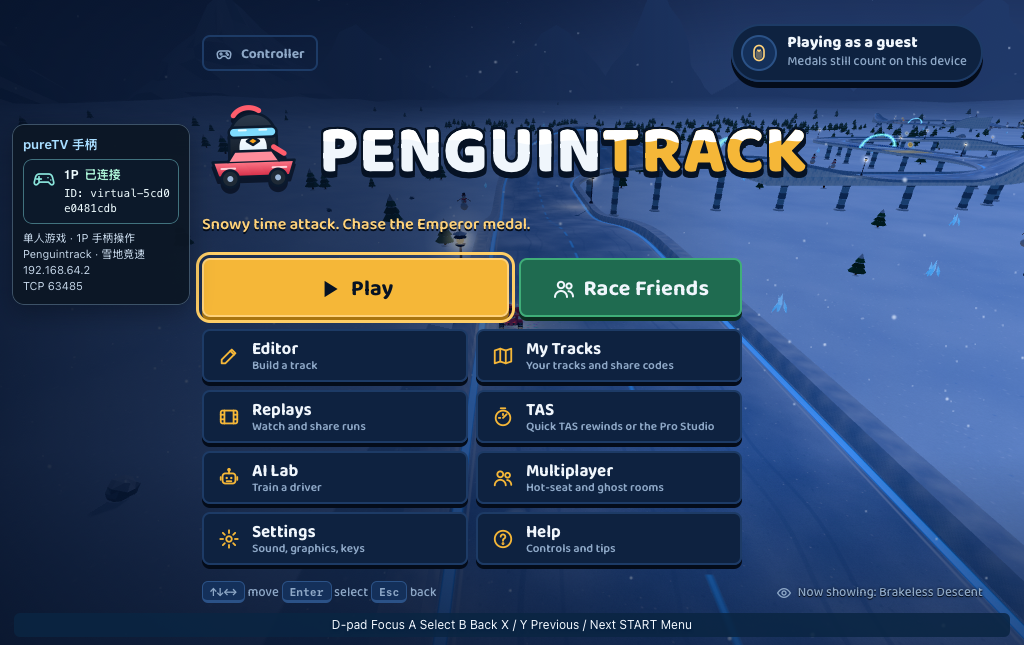 Controller
Playing as a guest
Medals still count on this device
pureTV 手柄
1P 已连接
ID: virtual-5cd0
e0481cdb
单人游戏 · 1P 手柄操作
Penguintrack · 雪地竞速
192.168.64.2
TCP 63485
PENGUINTRACK
Snowy time attack. Chase the Emperor medal.
Play
Race Friends
Editor
Build a track
My Tracks
Your tracks and share codes
Replays
Watch and share runs
TAS
Quick TAS rewinds or the Pro Studio
AI Lab
Train a driver
Multiplayer
Hot-seat and ghost rooms
Settings
Sound, graphics, keys
Help
Controls and tips
↑↓↔ move Enter select Esc back
Now showing: Brakeless Descent
D-pad Focus A Select B Back X / Y Previous / Next START Menu